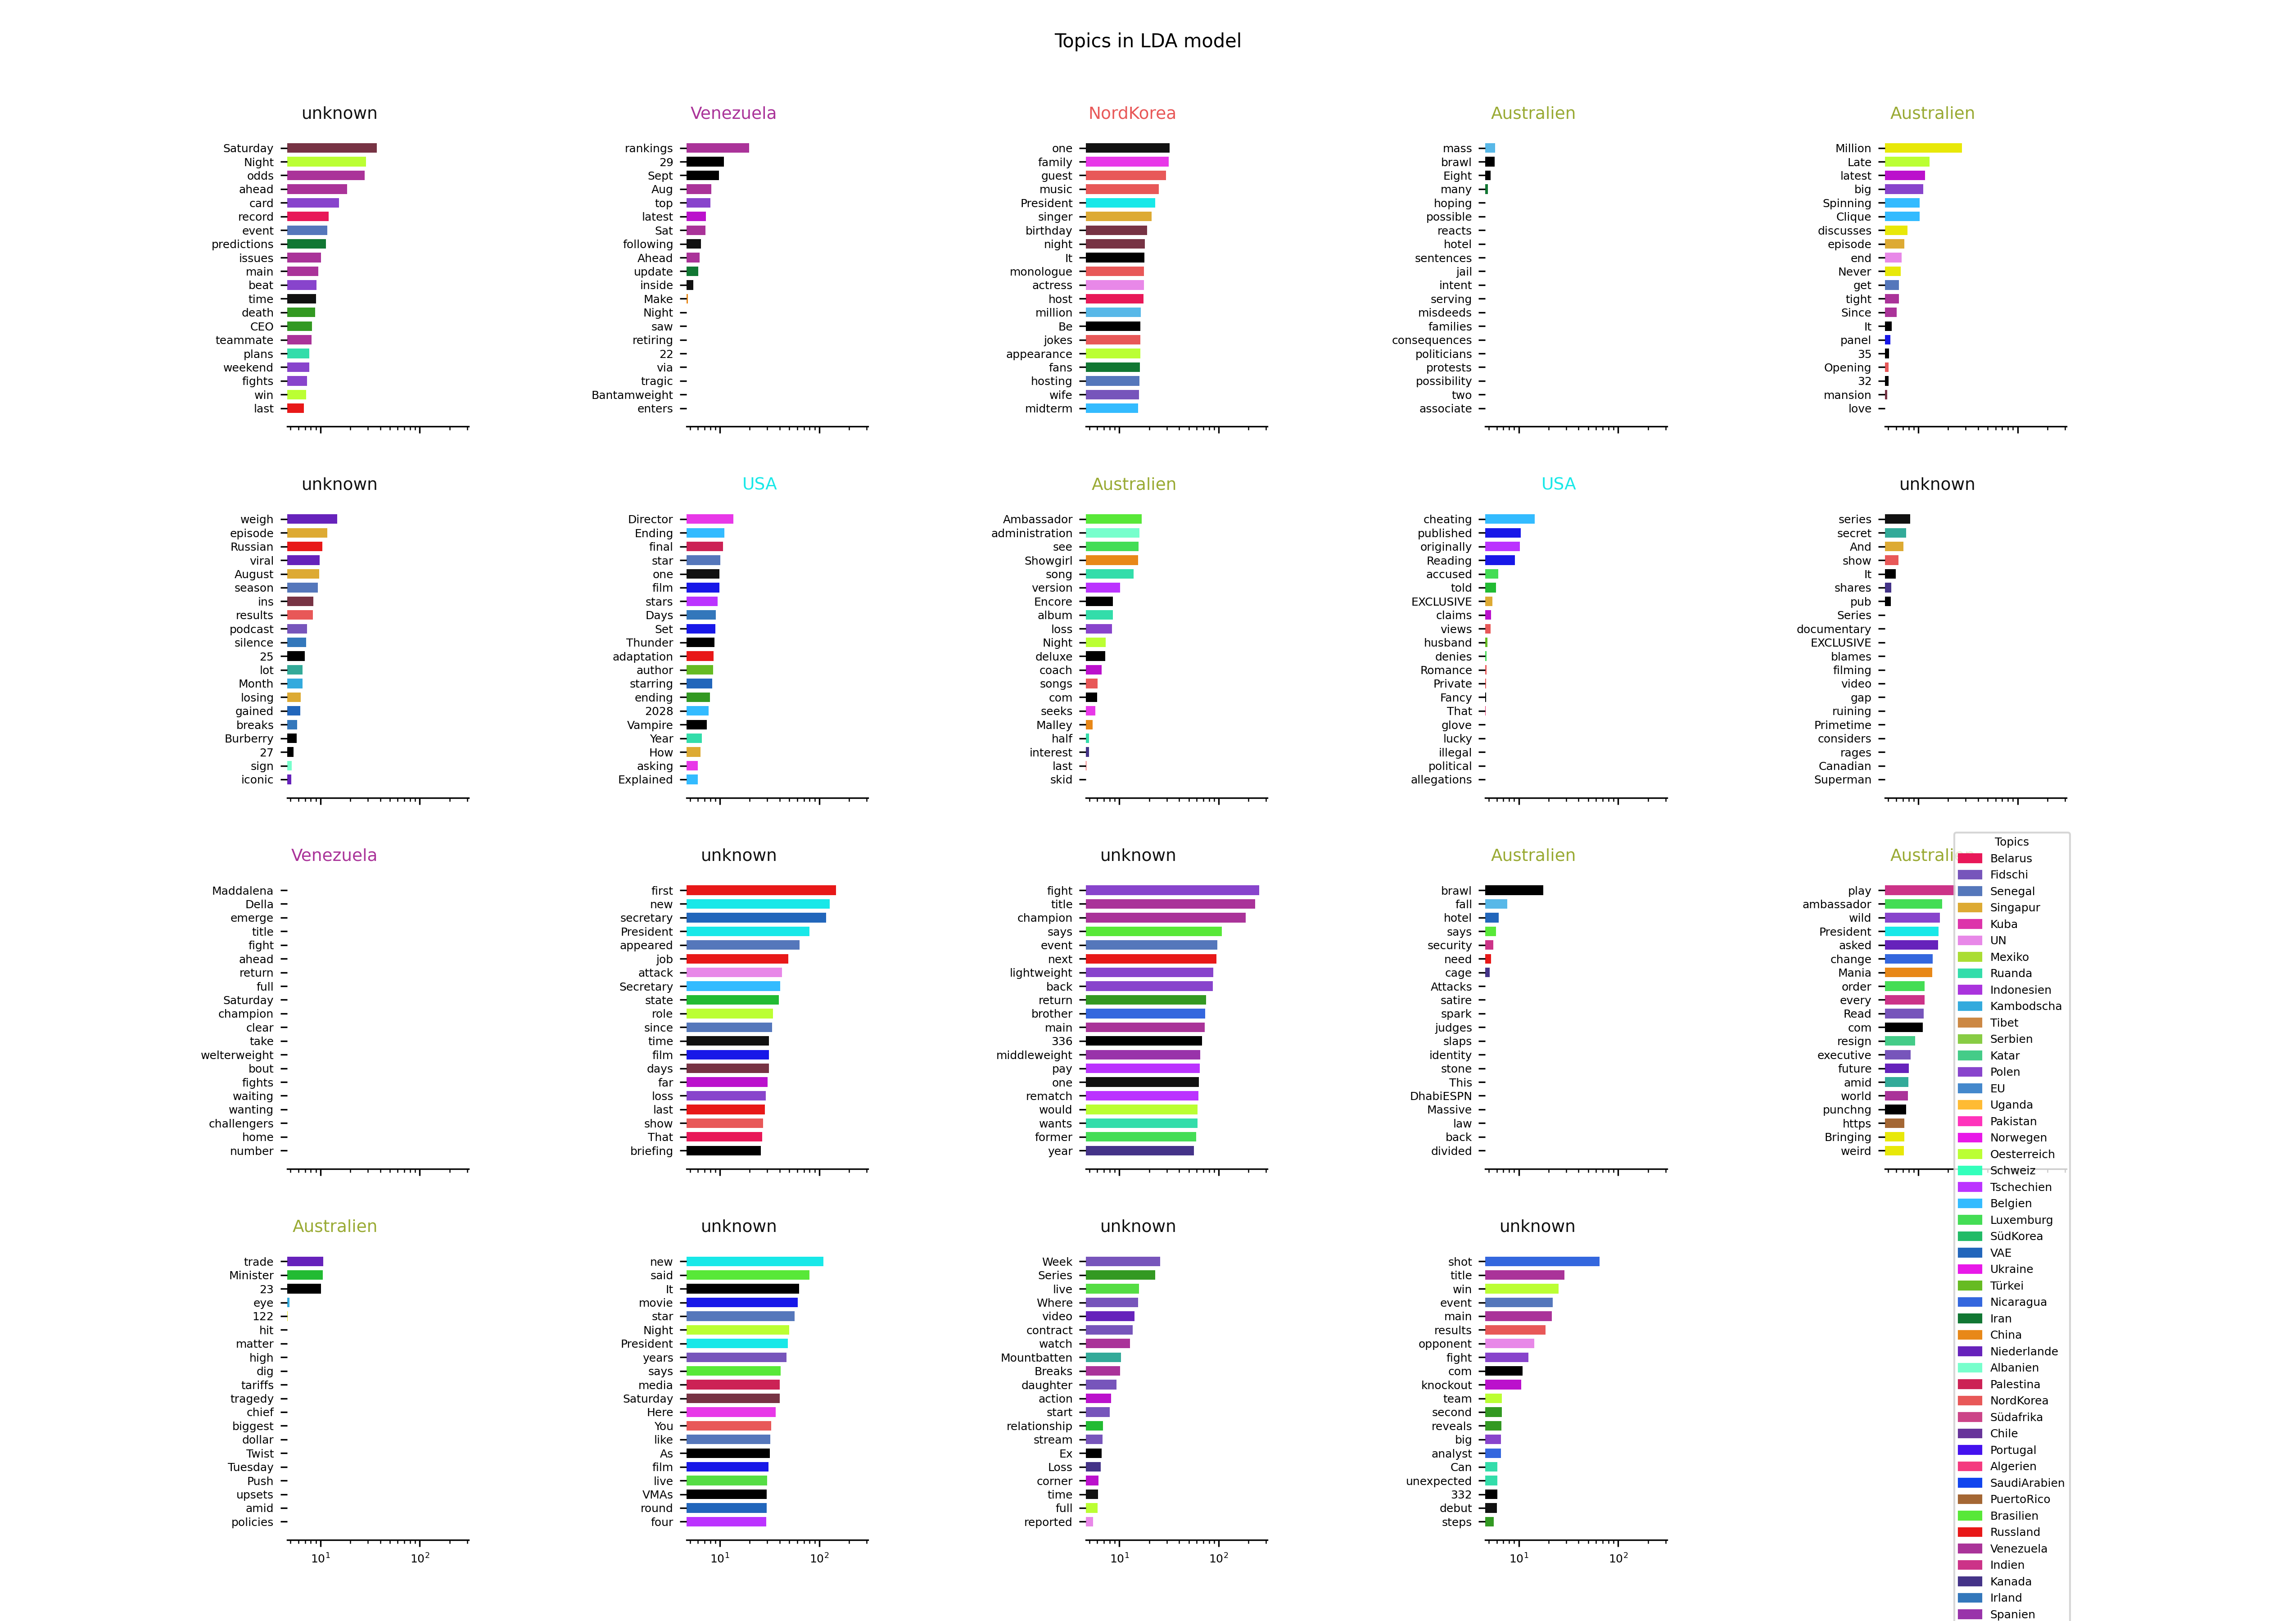 Topics in LDA model
unknown
Saturday
Night
odds
ahead
card
record
event
predictions
issues
main
beat
time
death
CEO
teammate
plans
weekend
fights
win
last
Venezuela
rankings
29
Sept
Aug
top
latest
Sat
following
Ahead
update
inside
Make
Night
saw
retiring
22
via
tragic
Bantamweight
enters
NordKorea
one
family
guest
music
President
singer
birthday
night
It
monologue
actress
host
million
Be
jokes
appearance
fans
hosting
wife
midterm
Australien
mass
brawl
Eight
many
hoping
possible
reacts
hotel
sentences
jail
intent
serving
misdeeds
families
consequences
politicians
protests
possibility
two
associate
Australien
Million
Late
latest
big
Spinning
Clique
discusses
episode
end
Never
get
tight
Since
It
panel
35
Opening
32
mansion
love
unknown
weigh
episode
Russian
viral
August
season
ins
results
podcast
silence
25
lot
Month
losing
gained
breaks
Burberry
27
sign
iconic
USA
Director
Ending
final
star
one
film
stars
Days
Set
Thunder
adaptation
author
starring
ending
2028
Vampire
Year
How
asking
Explained
Australien
Ambassador
administration
see
Showgirl
song
version
Encore
album
loss
Night
deluxe
coach
songs
com
seeks
Malley
half
interest
last
skid
USA
cheating
published
originally
Reading
accused
told
EXCLUSIVE
claims
views
husband
denies
Romance
Private
Fancy
That
glove
lucky
illegal
political
allegations
unknown
series
secret
And
show
It
shares
pub
Series
documentary
EXCLUSIVE
blames
filming
video
gap
ruining
Primetime
considers
rages
Canadian
Superman
Venezuela
Maddalena
Della
emerge
title
fight
ahead
return
full
Saturday
champion
clear
take
welterweight
bout
fights
waiting
wanting
challengers
home
number
unknown
first
new
secretary
President
appeared
job
attack
Secretary
state
role
since
time
film
days
far
loss
last
show
That
briefing
unknown
fight
title
champion
says
event
next
lightweight
back
return
brother
main
336
middleweight
pay
one
rematch
would
wants
former
year
Australien
brawl
fall
hotel
says
security
need
cage
Attacks
satire
spark
judges
slaps
identity
stone
This
DhabiESPN
Massive
law
back
divided
Australi
play
ambassador
wild
President
asked
change
Mania
order
every
Read
com
resign
executive
future
amid
world
punchng
https
Bringing
weird
Australien
trade
Minister
23
eye
122
hit
matter
high
dig
tariffs
tragedy
chief
biggest
dollar
Twist
Tuesday
Push
upsets
amid
policies
10¹ 10²
unknown
new
said
It
movie
star
Night
President
years
says
media
Saturday
Here
You
like
As
film
live
VMAs
round
four
10¹ 10²
unknown
Week
Series
live
Where
video
contract
watch
Mountbatten
Breaks
daughter
action
start
relationship
stream
Ex
Loss
corner
time
full
reported
10¹ 10²
unknown
shot
title
win
event
main
results
opponent
fight
com
knockout
team
second
reveals
big
analyst
Can
unexpected
332
debut
steps
10¹ 10²
Topics
Belarus
Fidschi
Senegal
Singapur
Kuba
UN
Mexiko
Ruanda
Indonesien
Kambodscha
Tibet
Serbien
Katar
Polen
EU
Uganda
Pakistan
Norwegen
Oesterreich
Schweiz
Tschechien
Belgien
Luxemburg
SüdKorea
VAE
Ukraine
Türkei
Nicaragua
Iran
China
Niederlande
Albanien
Palestina
NordKorea
Südafrika
Chile
Portugal
Algerien
SaudiArabien
PuertoRico
Brasilien
Russland
Venezuela
Indien
Kanada
Irland
Spanien